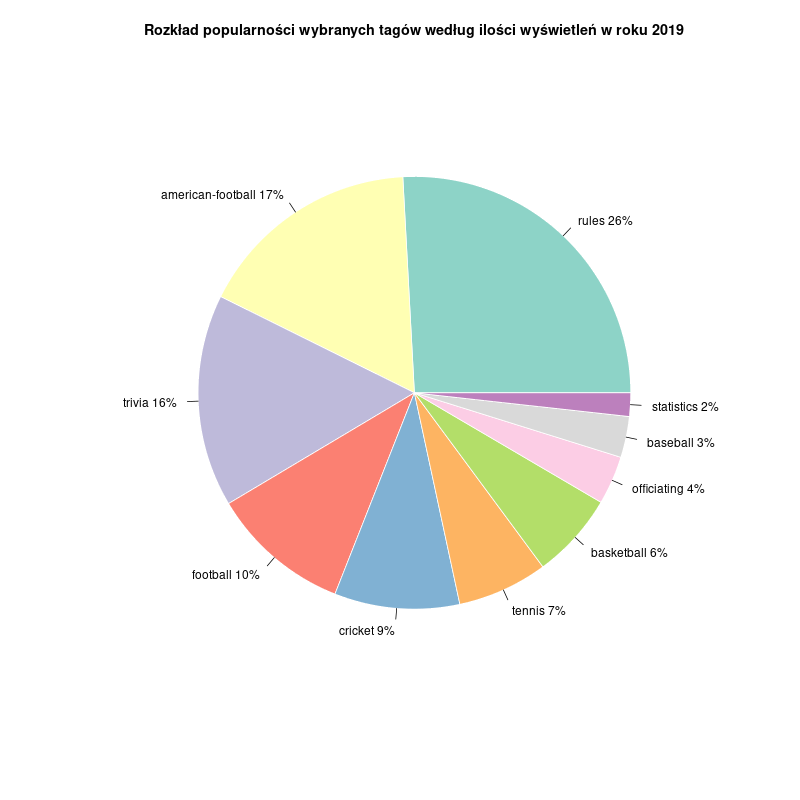 Rozkład popularności wybranych tagów według ilości wyświetleń w roku 2019
american-football 17%
rules 26%
trivia 16%
statistics 2%
baseball 3%
officiating 4%
basketball 6%
football 10%
tennis 7%
cricket 9%